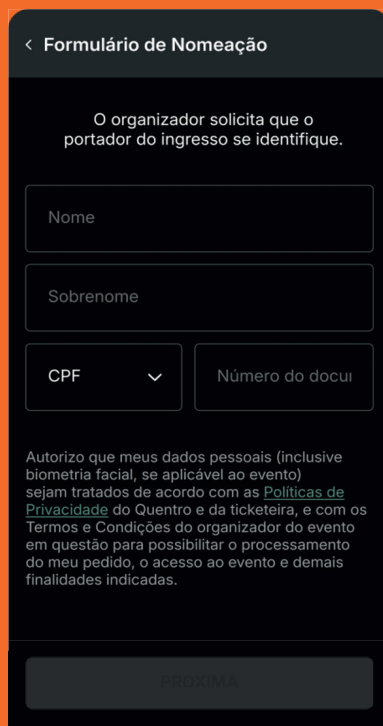 < Formulário de Nomeação
O organizador solicita que o
portador do ingresso se identifique.
Nome
Sobrenome
CPF
Número do docu
Autorizo que meus dados pessoais (inclusive
biometria facial, se aplicável ao evento)
sejam tratados de acordo com as Políticas de
Privacidade do Quentro e da ticketeira, e com os
Termos e Condições do organizador do evento
em questão para possibilitar o processamento
do meu pedido, o acesso ao evento e demais
finalidades indicadas.
PROXIMA